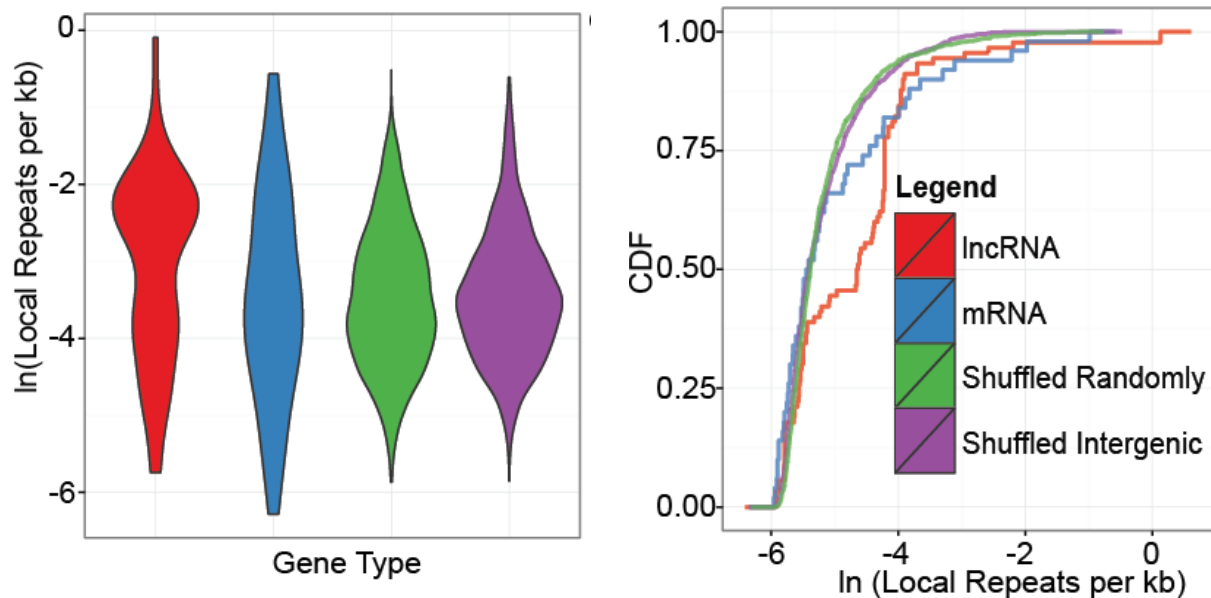 0
-2
-4
-6
ln(Local Repeats per kb)
Gene Type
1.00
0.75
0.50
0.25
0.00
CDF
-6 -4 -2 0
ln (Local Repeats per kb)
Legend
lncRNA
mRNA
Shuffled Randomly
Shuffled Intergenic